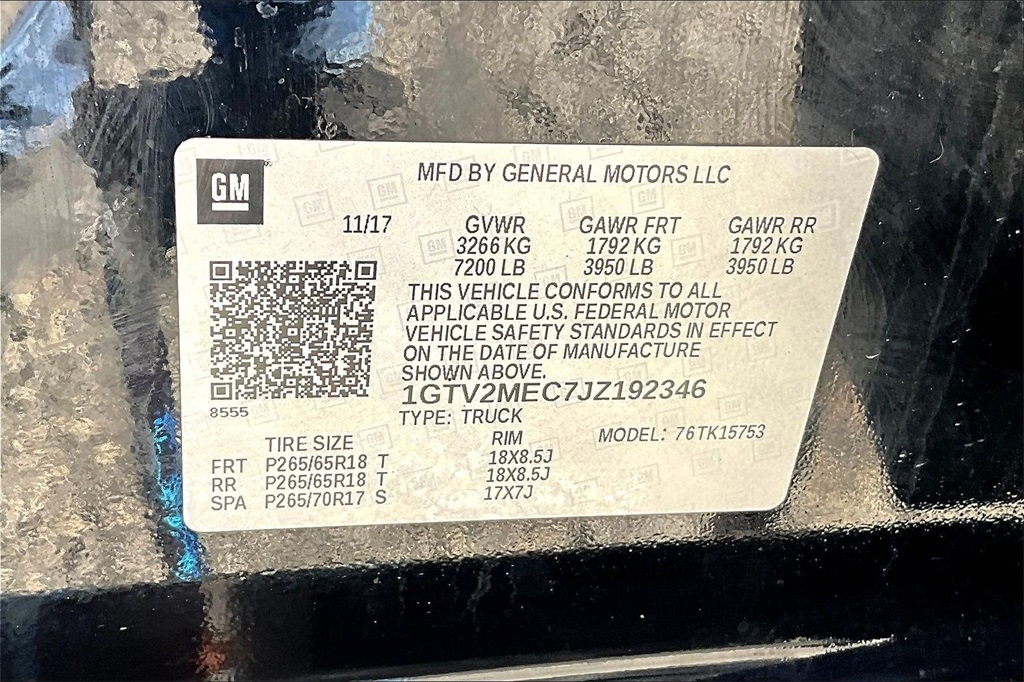 GM
MFD BY GENERAL MOTORS LLC
11/17 GVWR GAWR FRT GAWR RR
3266 KG 1792 KG 1792 KG
7200 LB 3950 LB 3950 LB
THIS VEHICLE CONFORMS TO ALL
APPLICABLE U.S. FEDERAL MOTOR
VEHICLE SAFETY STANDARDS IN EFFECT
ON THE DATE OF MANUFACTURE
SHOWN ABOVE.
1GTV2MEC7JZ192346
8555
TYPE: TRUCK
MODEL: 76TK15753
TIRE SIZE RIM
FRT P265/65R18 T 18X8.5J
RR P265/65R18 T 18X8.5J
SPA P265/70R17 S 17X7J